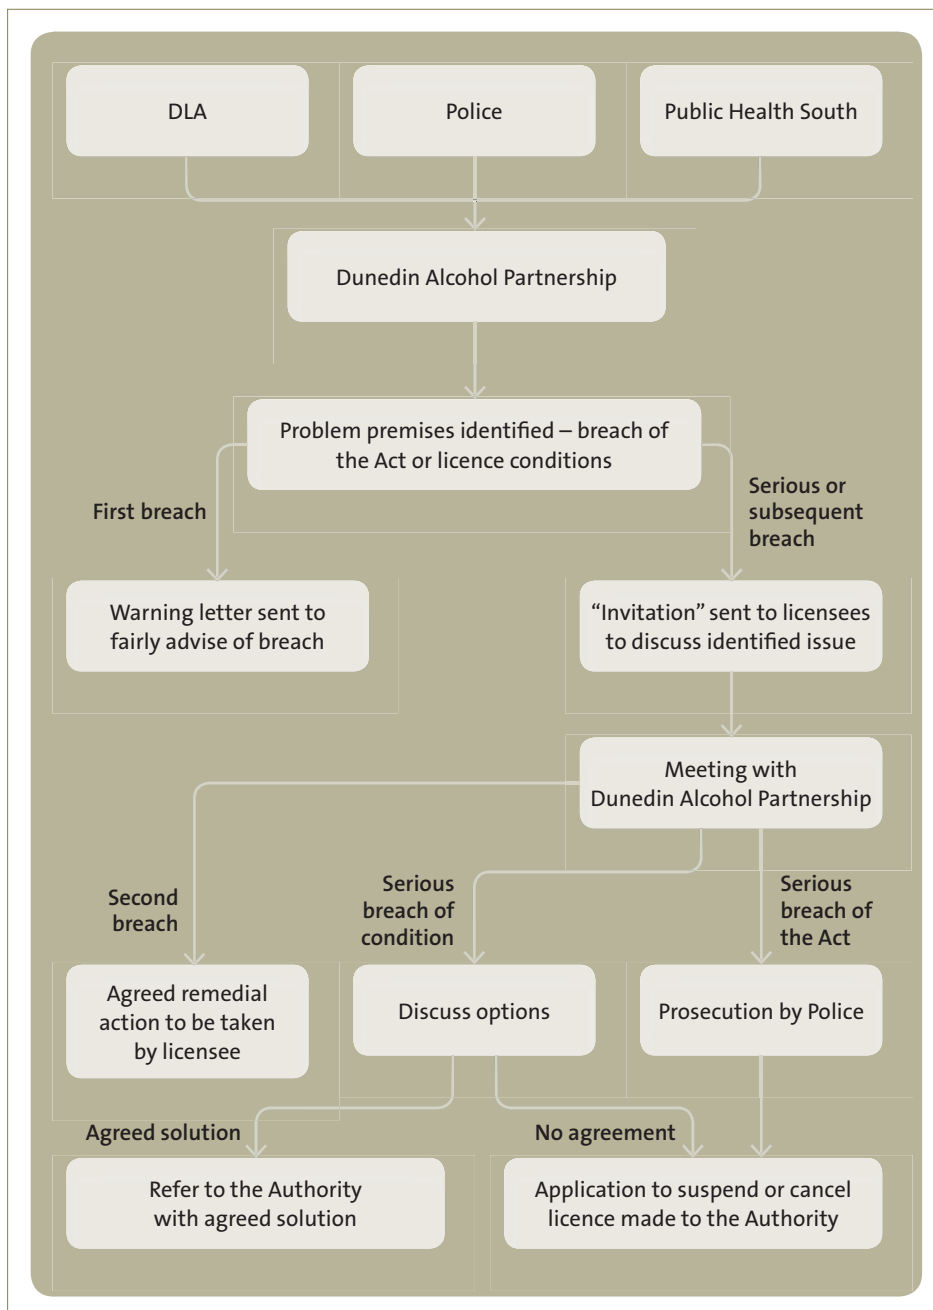 DLA
Police
Public Health South
Dunedin Alcohol Partnership
Problem premises identified – breach of
the Act or licence conditions
First breach
Serious or
subsequent
breach
Warning letter sent to
fairly advise of breach
“Invitation” sent to licensees
to discuss identified issue
Meeting with
Dunedin Alcohol Partnership
Second
breach
Serious
breach of
condition
Serious
breach of
the Act
Agreed remedial
action to be taken
by licensee
Discuss options
Prosecution by Police
Agreed solution
No agreement
Refer to the Authority
with agreed solution
Application to suspend or cancel
licence made to the Authority